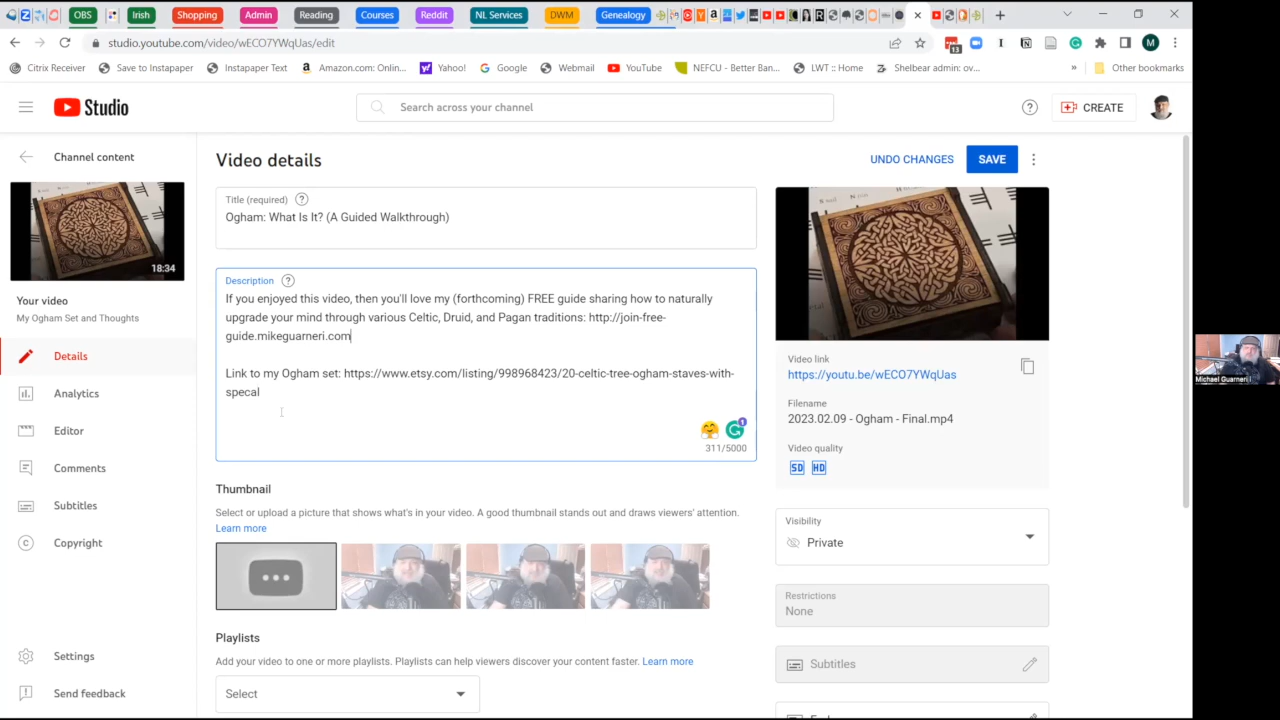 OBS
Irish
Shopping
Admin
Reading
Courses
Reddit
NL Services
DWM
Genealogy
studio.youtube.com/video/wECO7YWqUas/edit
13
M
Citrix Receiver
Save to Instapaper
Instapaper Text
Amazon.com: Onlin...
Yahoo!
Google
Webmail
YouTube
NEFCU - Better Ban...
LWT :: Home
Shelbear admin: ov...
»
Other bookmarks
Studio
Search across your channel
CREATE
Channel content
Video details
UNDO CHANGES
SAVE
18:34
Your video
My Ogham Set and Thoughts
Details
Analytics
Editor
Comments
Subtitles
Copyright
Settings
Send feedback
Title (required)
Ogham: What Is It? (A Guided Walkthrough)
Description
If you enjoyed this video, then you'll love my (forthcoming) FREE guide sharing how to naturally
upgrade your mind through various Celtic, Druid, and Pagan traditions: http://join-free-
guide.mikeguarneri.com
Link to my Ogham set: https://www.etsy.com/listing/998968423/20-celtic-tree-ogham-staves-with-
specal
1
311/5000
Thumbnail
Select or upload a picture that shows what's in your video. A good thumbnail stands out and draws viewers' attention.
Learn more
Playlists
Add your video to one or more playlists. Playlists can help viewers discover your content faster. Learn more
Select
Video link
https://youtu.be/wECO7YWqUas
Filename
2023.02.09 - Ogham - Final.mp4
Video quality
SD HD
Visibility
Private
Restrictions
None
Subtitles
Michael Guarneri I